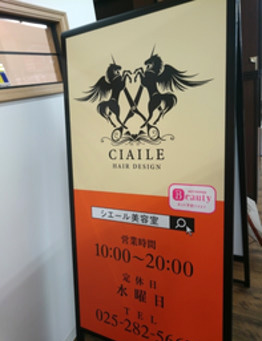 CIAILE
HAIR DESIGN
Beauty
シエール美容室
営業時間
10:00〜20:00
定休日
水曜日
TEL